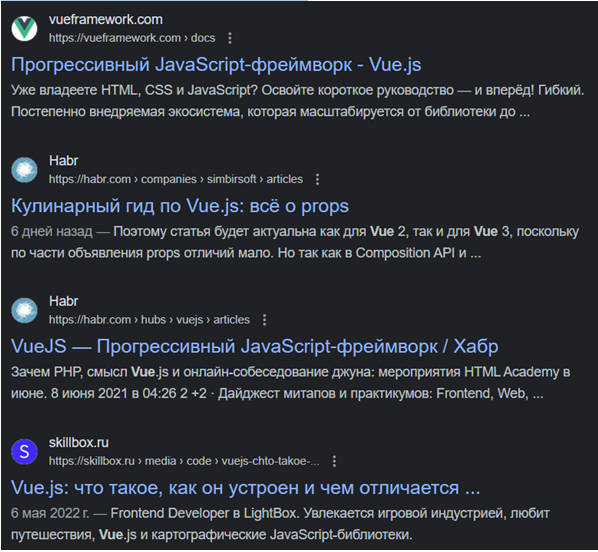 vueframework.com
https://vueframework.com › docs
Прогрессивный JavaScript-фреймворк - Vue.js
Уже владеете HTML, CSS и JavaScript? Освойте короткое руководство — и вперёд! Гибкий.
Постепенно внедряемая экосистема, которая масштабируется от библиотеки до ...
Habr
https://habr.com › companies › simbirsoft › articles
Кулинарный гид по Vue.js: всё о props
6 дней назад — Поэтому статья будет актуальна как для Vue 2, так и для Vue 3, поскольку
по части объявления props отличий мало. Но так как в Composition API и ...
Habr
https://habr.com › hubs › vuejs › articles
VueJS — Прогрессивный JavaScript-фреймворк / Хабр
Зачем PHP, смысл Vue.js и онлайн-собеседование джуна: мероприятия HTML Academy в
июне. 8 июня 2021 в 04:26 2 +2 · Дайджест митапов и практикумов: Frontend, Web, ...
S
skillbox.ru
https://skillbox.ru › media › code › vuejs-chto-takoe-...
Vue.js: что такое, как он устроен и чем отличается ...
6 мая 2022 г. — Frontend Developer в LightBox. Увлекается игровой индустрией, любит
путешествия, Vue.js и картографические JavaScript-библиотеки.